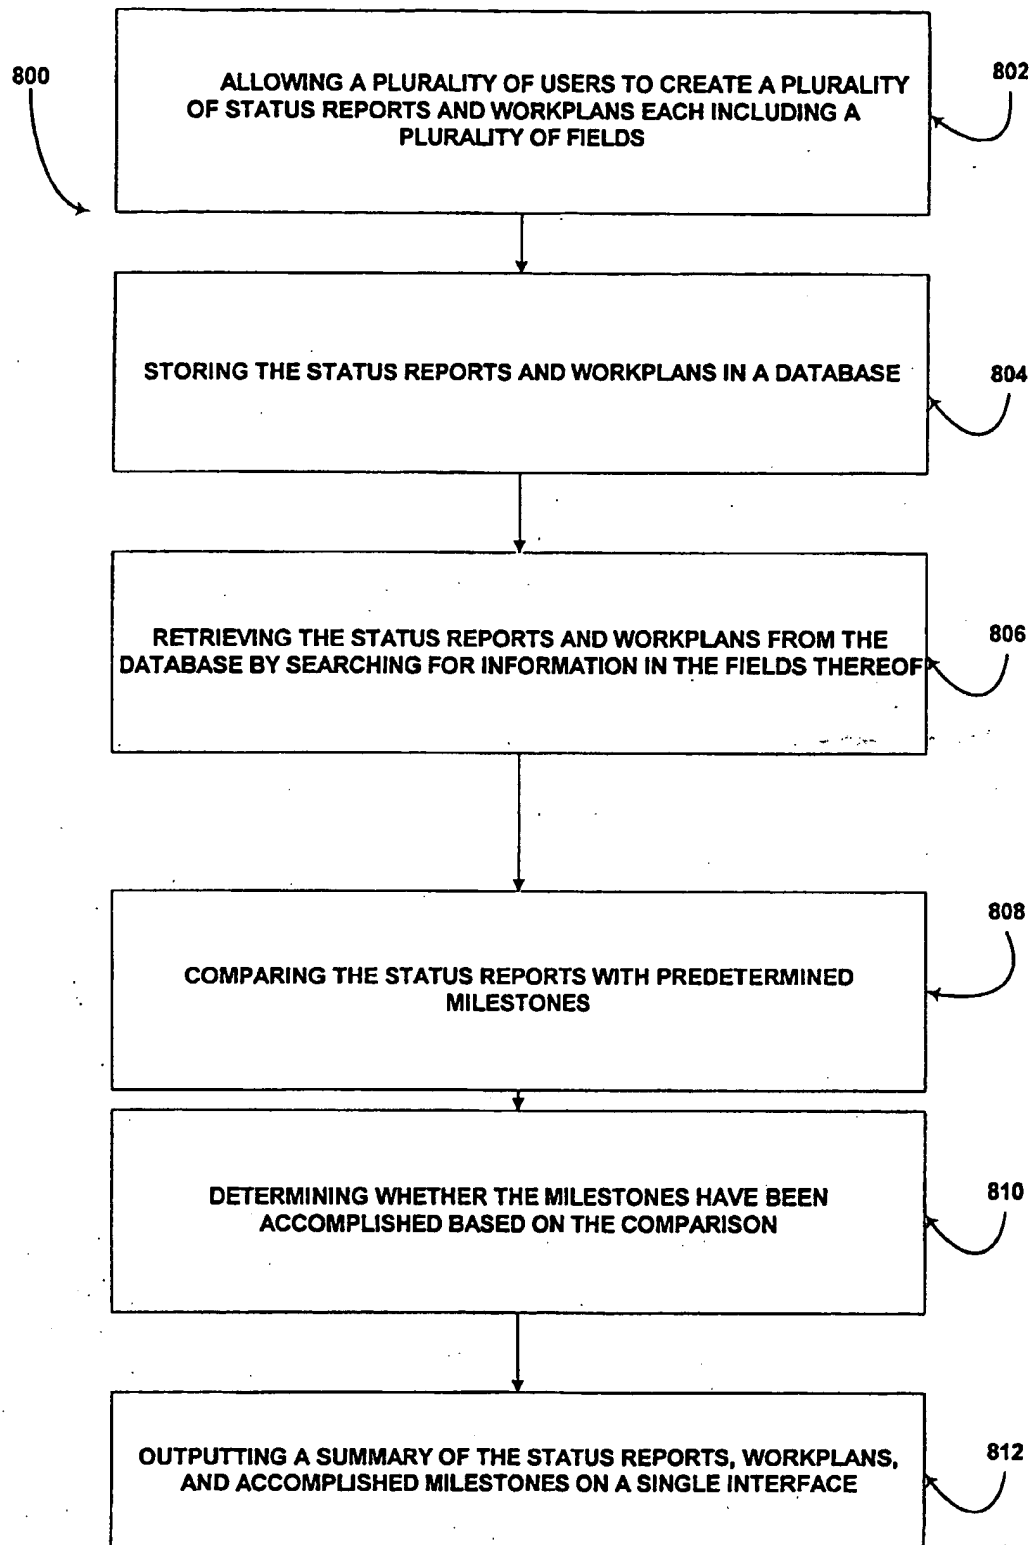 800
802
ALLOWING A PLURALITY OF USERS TO CREATE A PLURALITY
OF STATUS REPORTS AND WORKPLANS EACH INCLUDING A
PLURALITY OF FIELDS
STORING THE STATUS REPORTS AND WORKPLANS IN A DATABASE
804
RETRIEVING THE STATUS REPORTS AND WORKPLANS FROM THE
DATABASE BY SEARCHING FOR INFORMATION IN THE FIELDS THEREOF
806
808
COMPARING THE STATUS REPORTS WITH PREDETERMINED
MILESTONES
DETERMINING WHETHER THE MILESTONES HAVE BEEN
ACCOMPLISHED BASED ON THE COMPARISON
810
OUTPUTTING A SUMMARY OF THE STATUS REPORTS, WORKPLANS,
AND ACCOMPLISHED MILESTONES ON A SINGLE INTERFACE
812